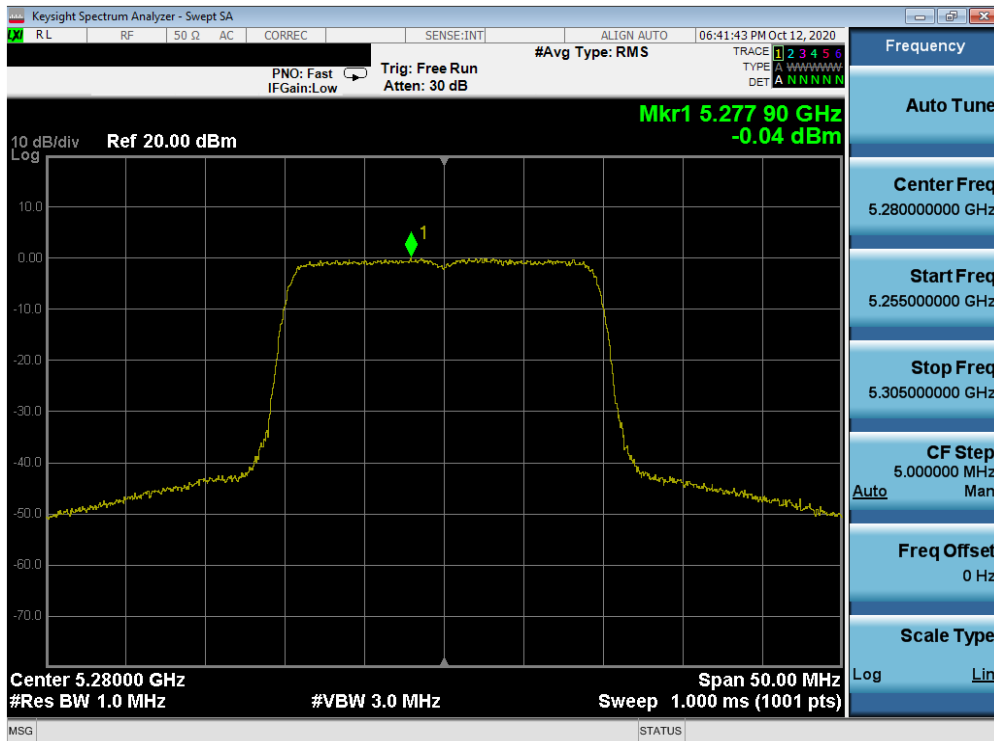 Keysight Spectrum Analyzer - Swept SA
LXI RL RF 50 Ω AC CORREC SENSE:INT ALIGN AUTO 06:41:43 PM Oct 12, 2020
PNO: Fast
IFGain:Low
Trig: Free Run
Atten: 30 dB
#Avg Type: RMS
TRACE 1 2 3 4 5 6
TYPE A WWWWW
DET A N N N N N
Mkr1 5.277 90 GHz
-0.04 dBm
10 dB/div Ref 20.00 dBm
Log
10.0
0.00
-10.0
-20.0
-30.0
-40.0
-50.0
-60.0
-70.0
1
Center 5.28000 GHz Span 50.00 MHz
#Res BW 1.0 MHz #VBW 3.0 MHz Sweep 1.000 ms (1001 pts)
MSG STATUS
Frequency
Auto Tune
Center Freq
5.280000000 GHz
Start Freq
5.255000000 GHz
Stop Freq
5.305000000 GHz
CF Step
5.000000 MHz
Auto Man
Freq Offset
0 Hz
Scale Type
Log Lin